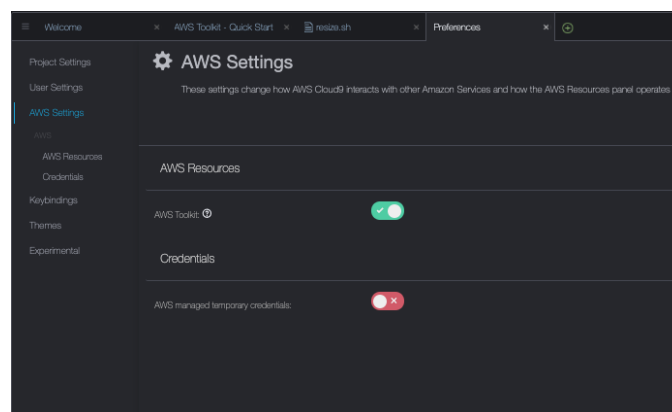 Welcome
AWS Toolkit - Quick Start
resize.sh
Preferences
Project Settings
User Settings
AWS Settings
AWS
AWS Resources
Credentials
Keybindings
Themes
Experimental
AWS Settings
These settings change how AWS Cloud9 interacts with other Amazon Services and how the AWS Resources panel operates
AWS Resources
AWS Toolkit:
Credentials
AWS managed temporary credentials: